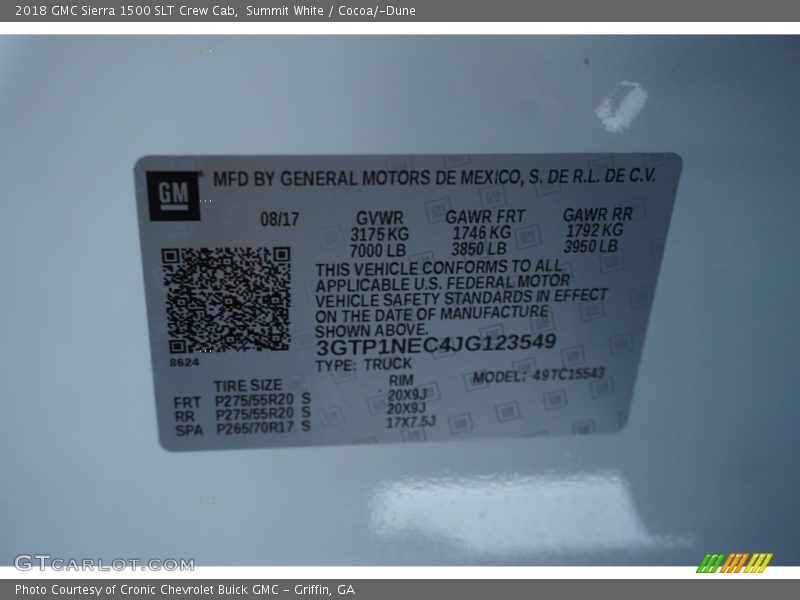 2018 GMC Sierra 1500 SLT Crew Cab, Summit White / Cocoa/-Dune
GM® MFD BY GENERAL MOTORS DE MEXICO, S. DE R.L. DE C.V.
08/17 GVWR GAWR FRT GAWR RR
3175 KG 1746 KG 1792 KG
7000 LB 3850 LB 3950 LB
THIS VEHICLE CONFORMS TO ALL
APPLICABLE U.S. FEDERAL MOTOR
VEHICLE SAFETY STANDARDS IN EFFECT
ON THE DATE OF MANUFACTURE
SHOWN ABOVE.
8624
3GTP1NEC4JG123549
TYPE: TRUCK MODEL: 49TC15543
TIRE SIZE RIM
FRT P275/55R20 S 20X9J
RR P275/55R20 S 20X9J
SPA P265/70R17 S 17X7.5J
GTcarlot.com
Photo Courtesy of Cronic Chevrolet Buick GMC - Griffin, GA